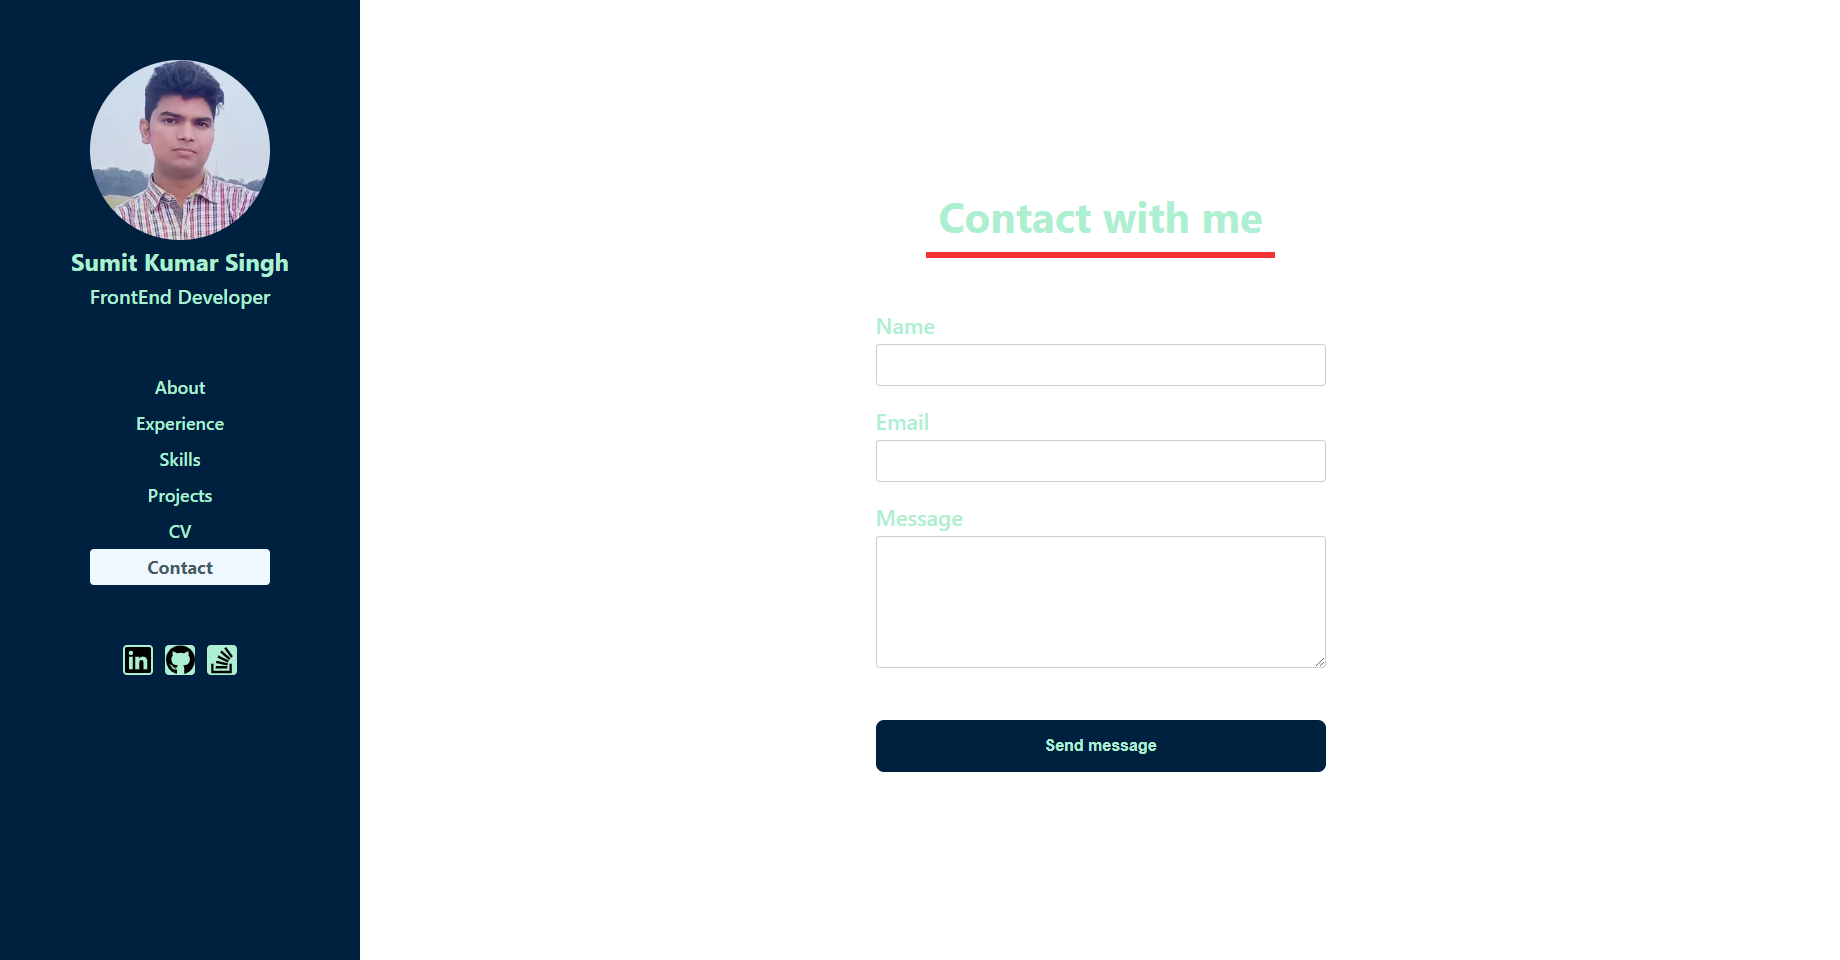 Sumit Kumar Singh
FrontEnd Developer
About
Experience
Skills
Projects
CV
Contact
in
Contact with me
Name
Email
Message
Send message